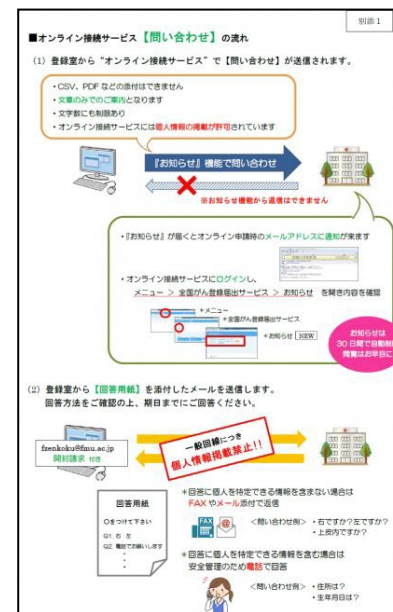 別添 1
■オンライン接続サービス【問い合わせ】の流れ
（1）登録室から“オンライン接続サービス”で【問い合わせ】が送信されます。
・CSV、PDF などの添付はできません
・文章のみでのご案内となります
・文字数にも制限あり
・オンライン接続サービスには個人情報の掲載が許可されています
『お知らせ』機能で問い合わせ
※お知らせ機能から返信はできません
・『お知らせ』が届くとオンライン申請時のメールアドレスに通知が来ます
・オンライン接続サービスにログインし、
メニュー ＞ 全国がん登録届出サービス ＞ お知らせ を開き内容を確認
＊メニュー
＊全国がん登録届出サービス
＊お知らせ NEW
お知らせは
30 日間で自動削除
閲覧はお早目に
（2）登録室から【回答用紙】を添付したメールを送信します。
回答方法をご確認の上、期日までにご回答ください。
fzenkoku@fmu.ac.jp
開封請求 付き
一般回線につき
個人情報掲載禁止!!
回答用紙
〇をつけて下さい
Q1. 右 左
Q2. 電話でお願いします
＊回答に個人を特定できる情報を含まない場合は
FAX やメール添付で返信
FAX
＜問い合わせ例＞ ・右ですか？左ですか？
・上皮内ですか？
＊回答に個人を特定できる情報を含む場合は
安全管理のため電話で回答
＜問い合わせ例＞ ・住所は？
・生年月日は？